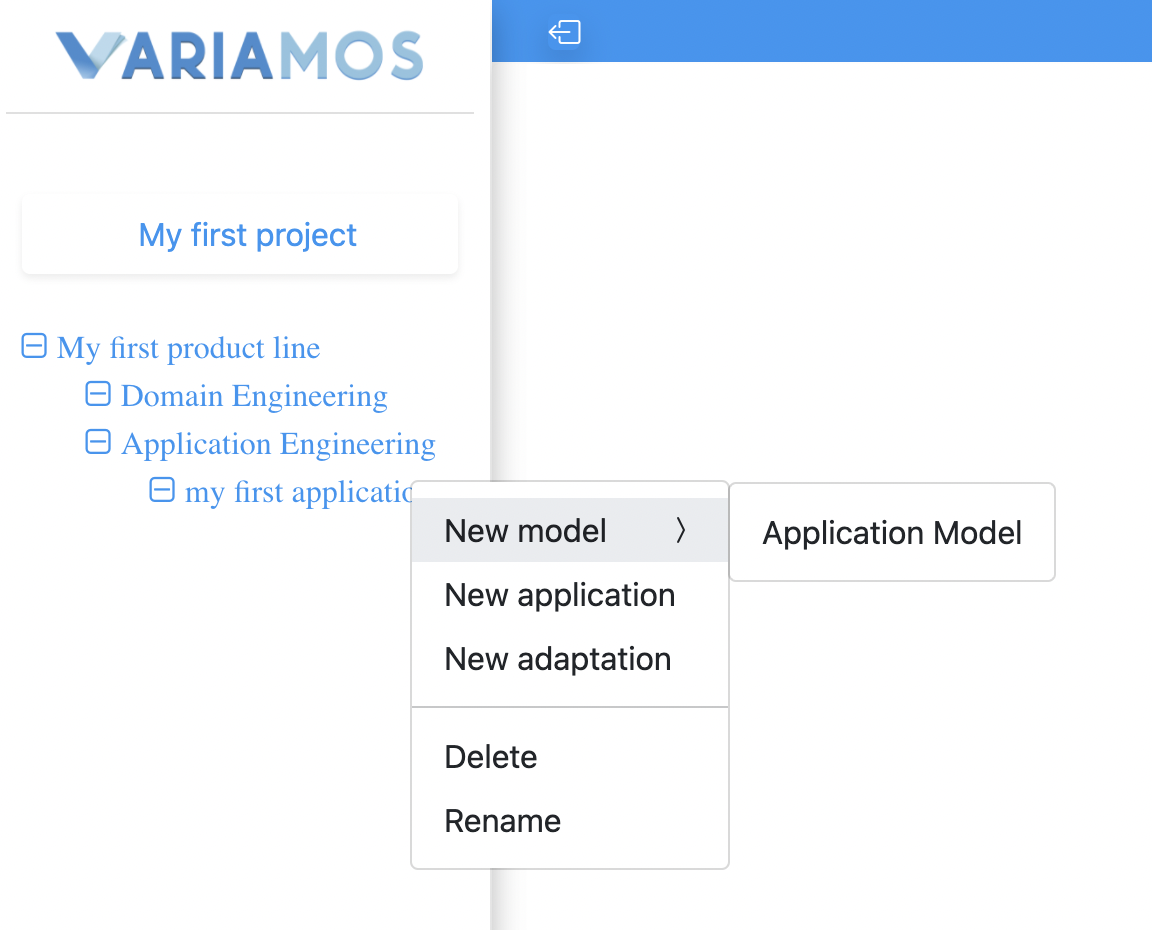 VARIAMOS
My first project
My first product line
Domain Engineering
Application Engineering
my first applicatio
New model
Application Model
New application
New adaptation
Delete
Rename